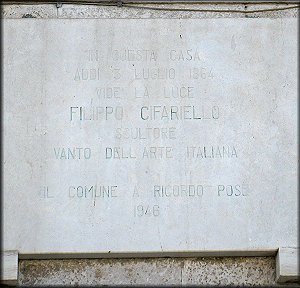 IN QUESTA CASA
ADDI 3 LUGLIO 1864
VIDE LA LUCE
FILIPPO CIFARIELLO
SCULTORE
VANTO DELL'ARTE ITALIANA
IL COMUNE A RICORDO POSE
1946